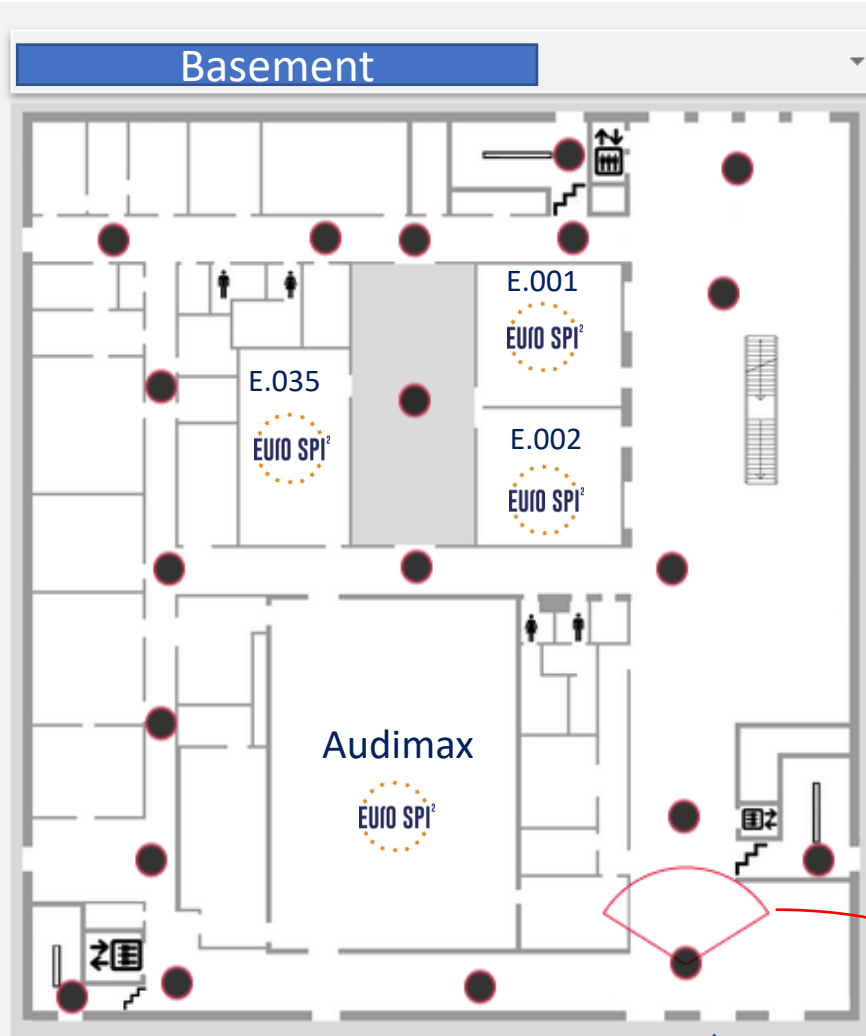 Basement
E.001
EURO SPI²
E.035
EURO SPI²
E.002
EURO SPI²
Audimax
EURO SPI²